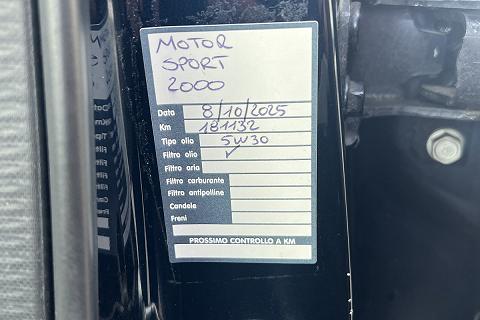 MOTOR
SPORT
2000
Data 8/10/2025
Km 181132
Tipo olio 5W30
Filtro olio ✓
Filtro aria
Filtro carburante
Filtro antipolline
Candele
Freni
PROSSIMO CONTROLLO A KM